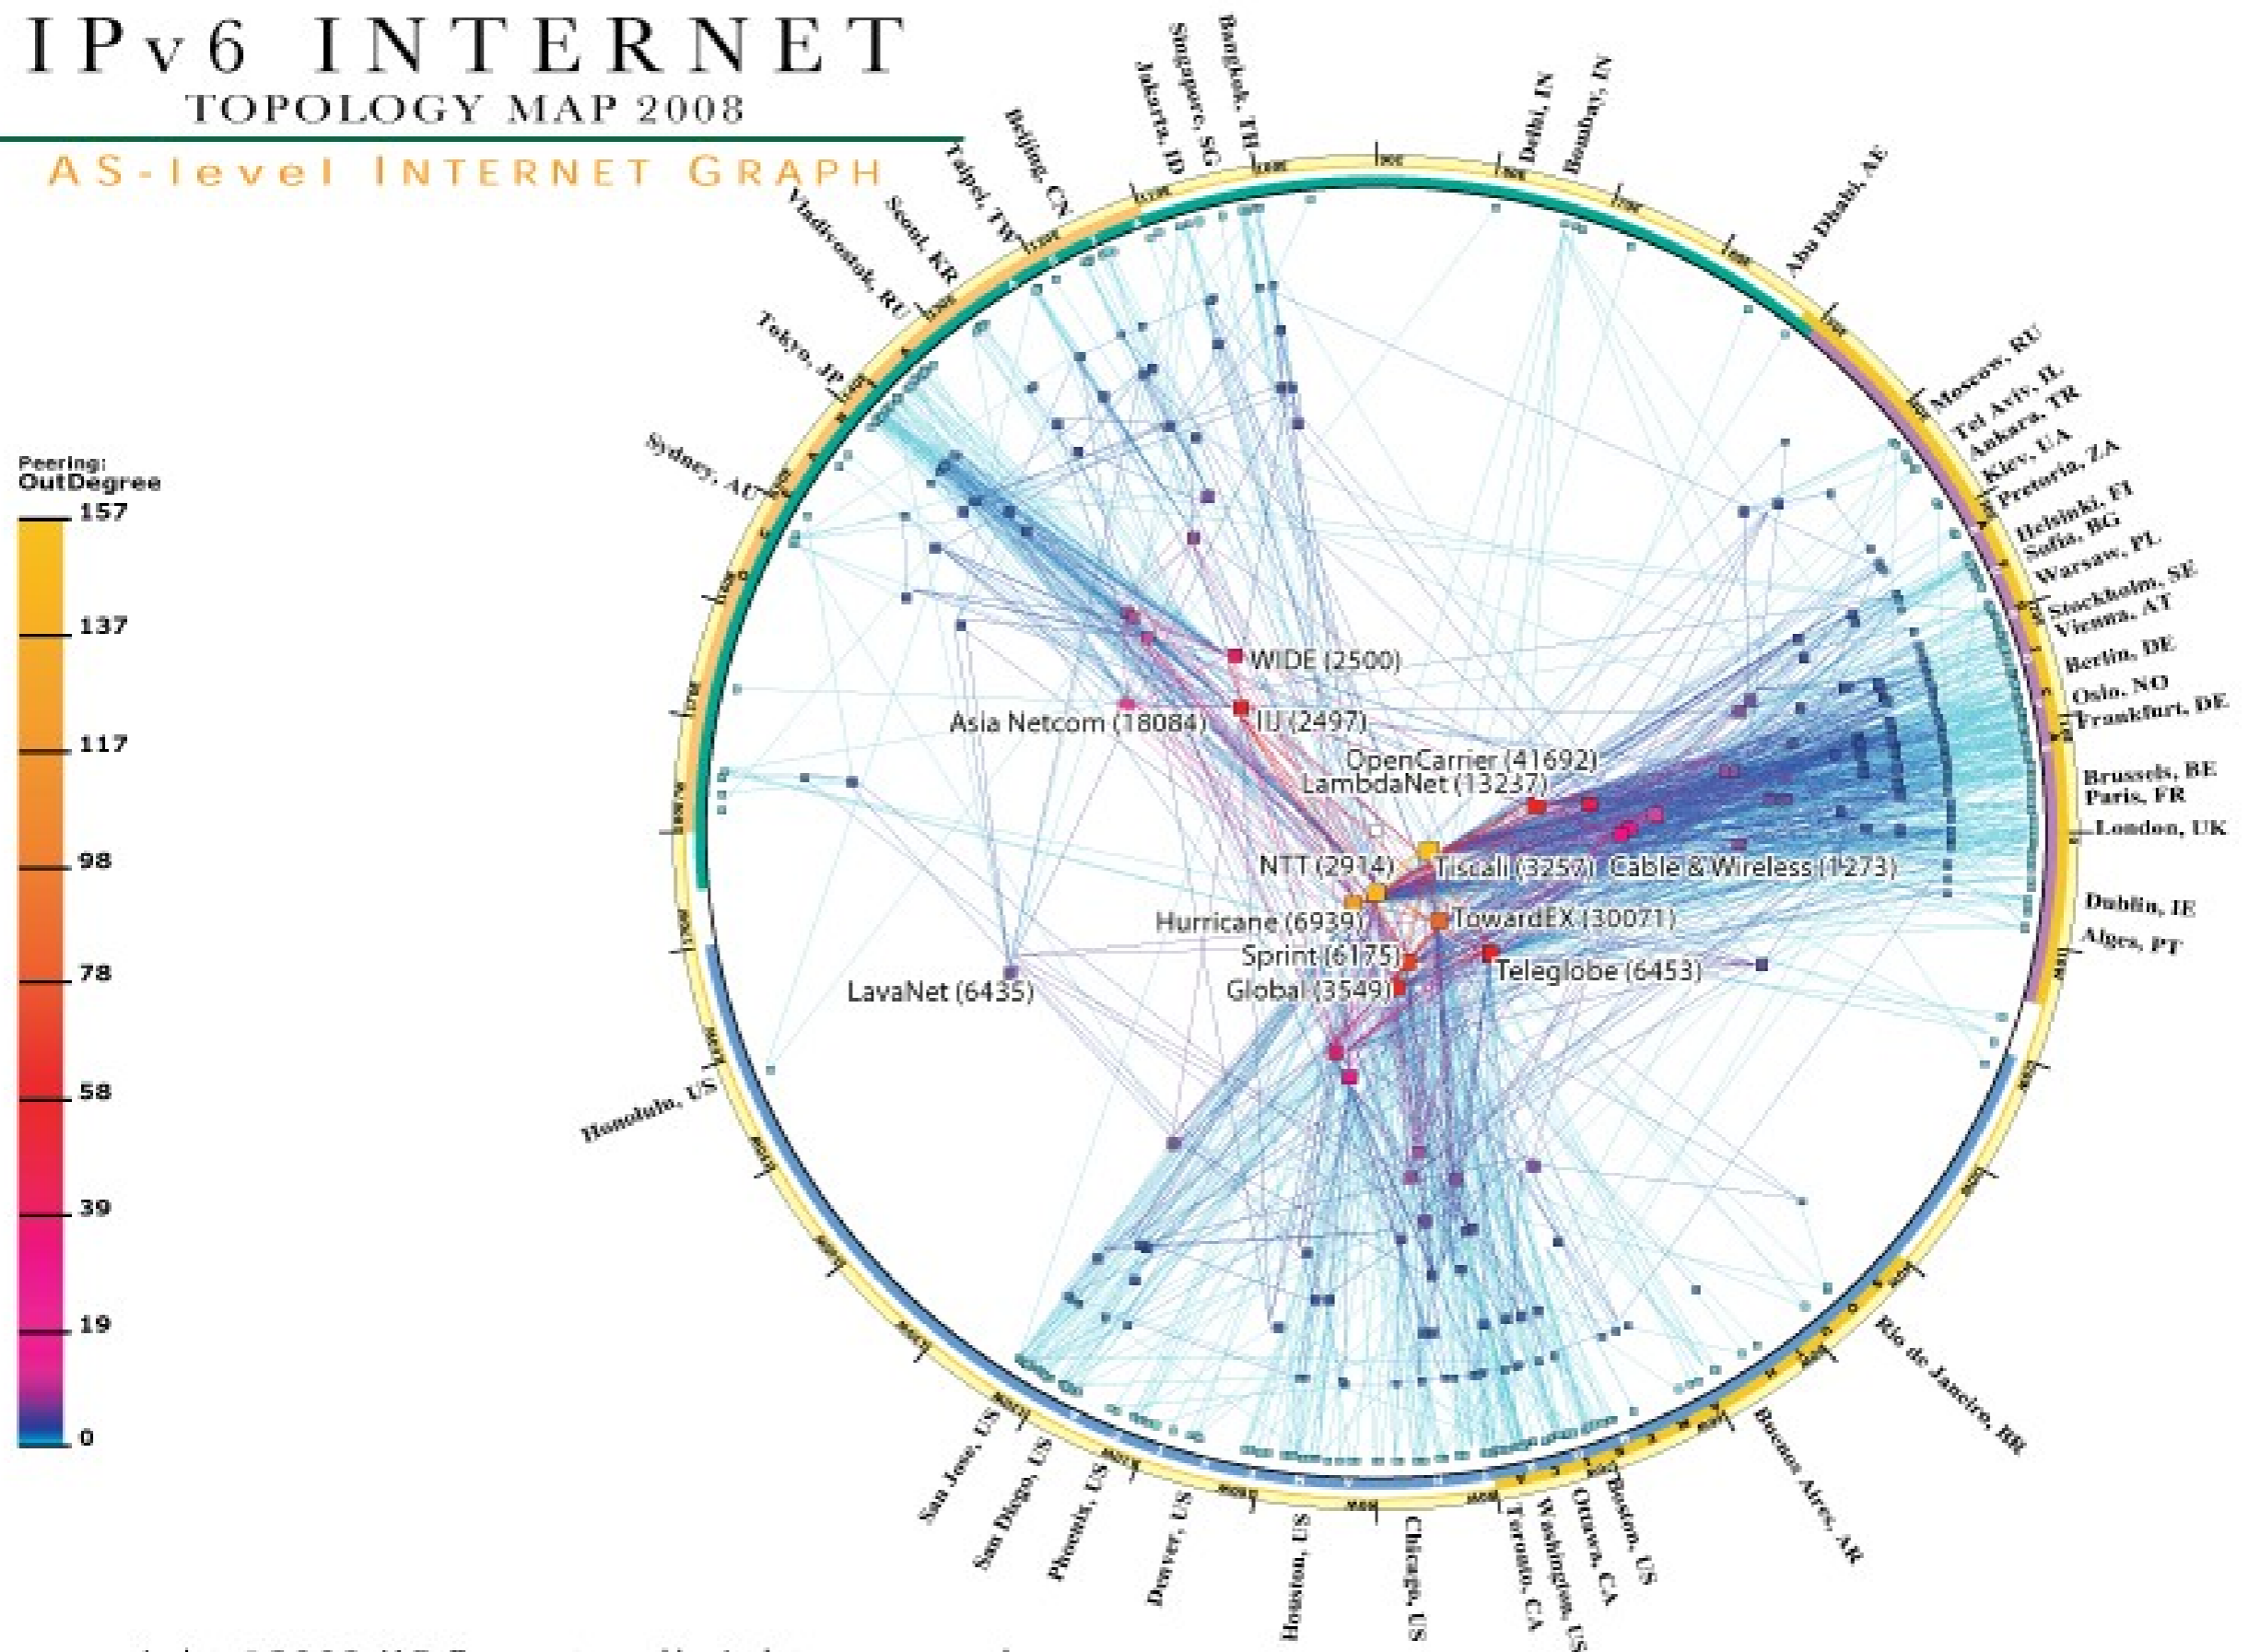 IPv6 INTERNET
TOPOLOGY MAP 2008
AS-level INTERNET GRAPH
Peering:
OutDegree
157
137
117
98
78
58
39
19
0
Honolulu, US
Sydney, AU
Tokyo, JP
Vladivostok, RU
Seoul, KR
Taipei, TW
Beijing, CN
Jakarta, ID
Singapore, SG
Bangkok, TH
Delhi, IN
Bombay, IN
Abu Dhabi, AE
Moscow, RU
Tel Aviv, IL
Ankara, TR
Kiev, UA
Pretoria, ZA
Helsinki, FI
Sofia, BG
Warsaw, PL
Stockholm, SE
Vienna, AT
Berlin, DE
Oslo, NO
Frankfurt, DE
Brussels, BE
Paris, FR
London, UK
Dublin, IE
Alges, PT
Rio de Janeiro, BR
Buenos Aires, AR
Boston, US
Ottawa, CA
Washington, US
Toronto, CA
Chicago, US
Houston, US
Denver, US
Phoenix, US
San Diego, US
San Jose, US
WIDE (2500)
Asia Netcom (18084)
IIJ (2497)
OpenCarrier (41692)
LambdaNet (13237)
NTT (2914)
Tiscali (3257)
Cable & Wireless (1273)
Hurricane (6939)
TowardEX (30071)
Sprint (6175)
Teleglobe (6453)
Global (3549)
LavaNet (6435)